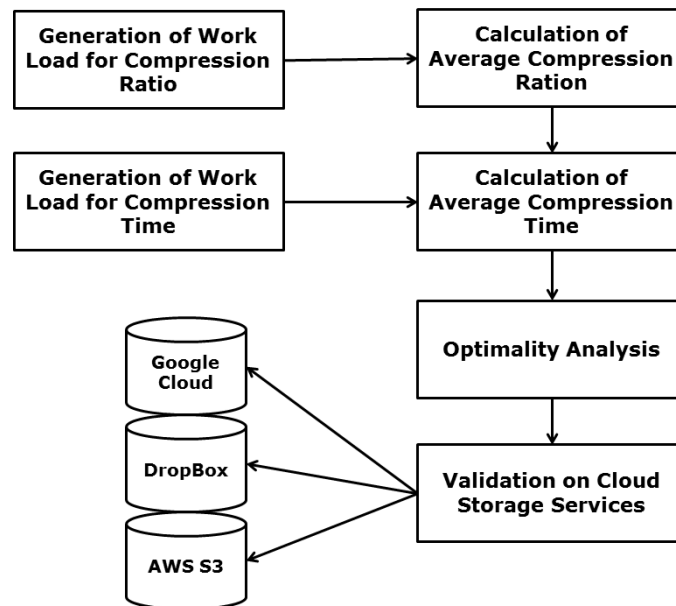 Generation of Work
Load for Compression
Ratio
Calculation of
Average Compression
Ration
Generation of Work
Load for Compression
Time
Calculation of
Average Compression
Time
Optimality Analysis
Google
Cloud
DropBox
AWS S3
Validation on Cloud
Storage Services